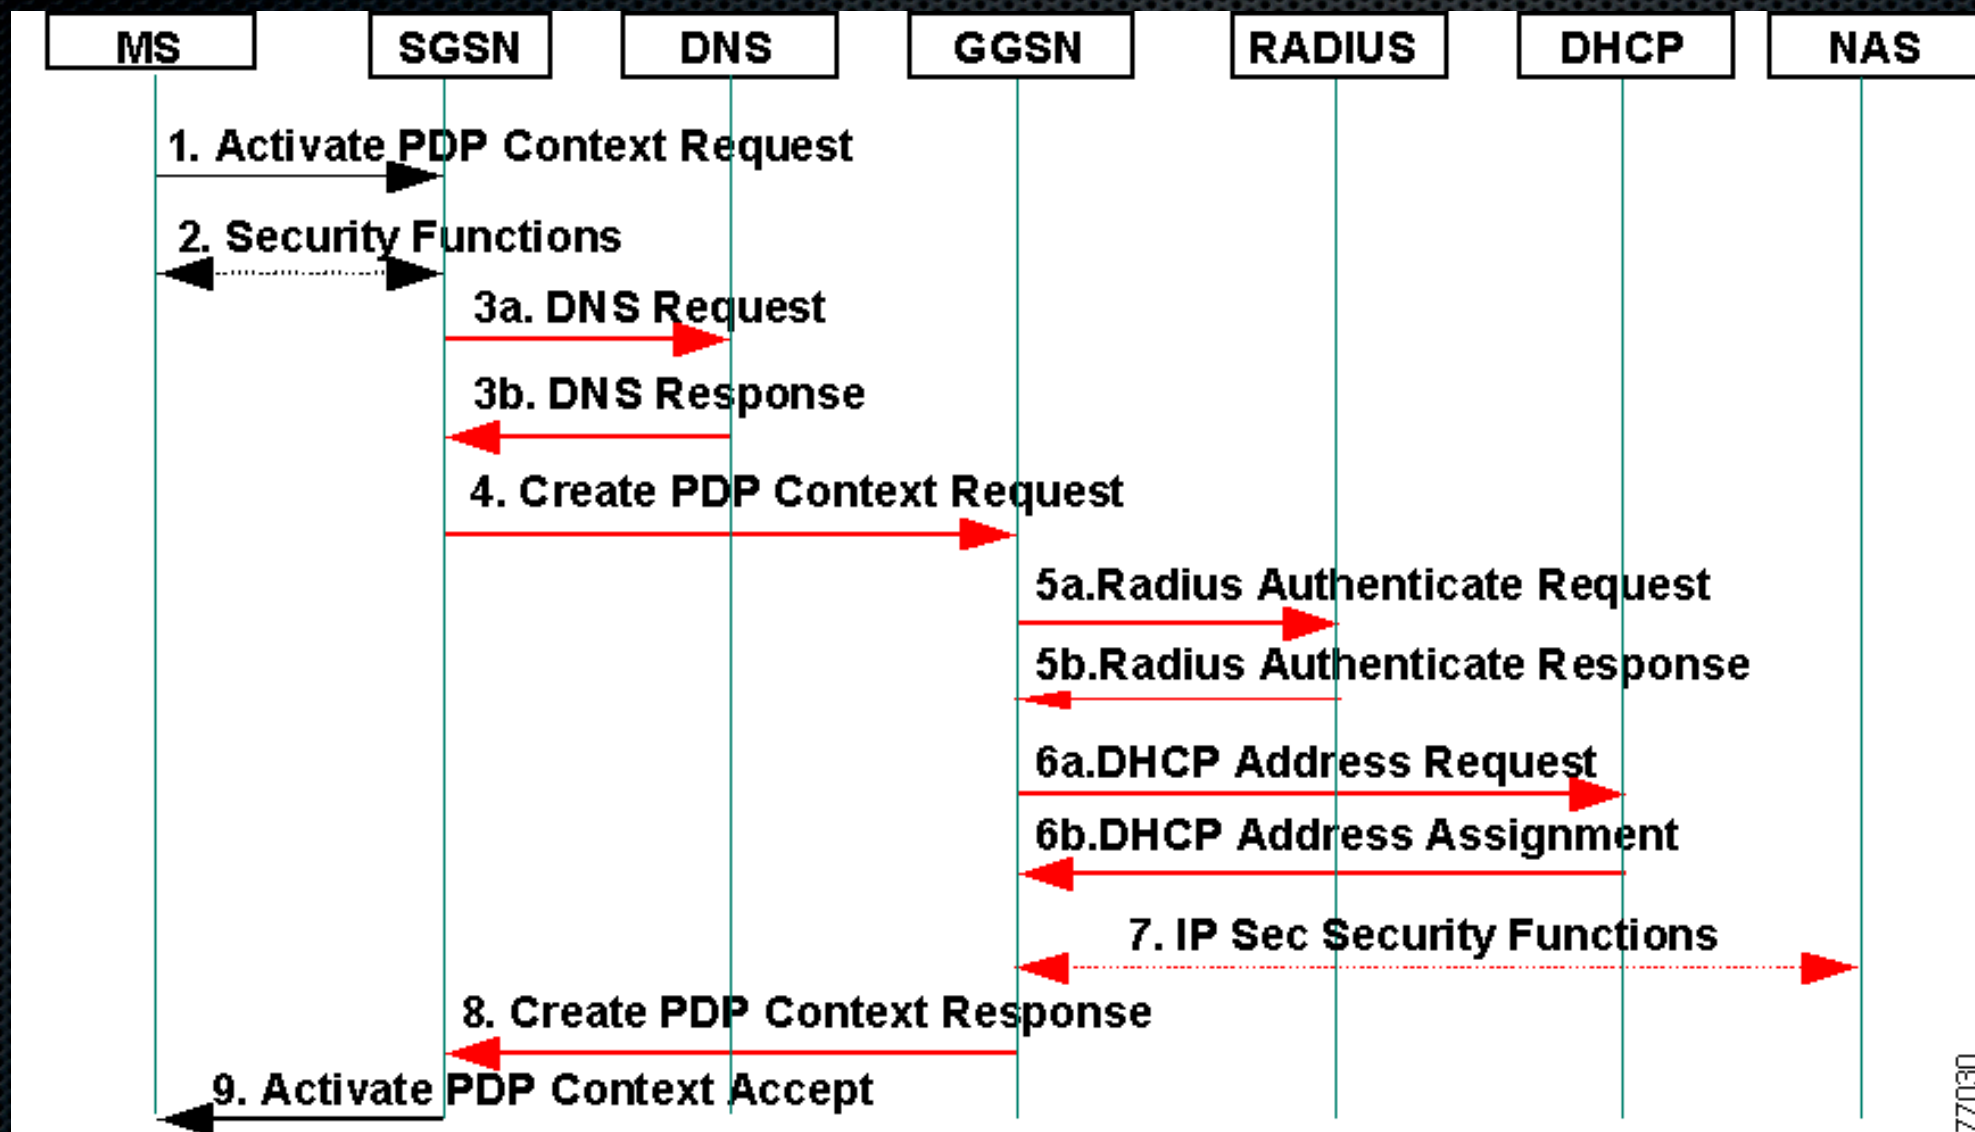 MS
SGSN
DNS
GGSN
RADIUS
DHCP
NAS
1. Activate PDP Context Request
2. Security Functions
3a. DNS Request
3b. DNS Response
4. Create PDP Context Request
5a.Radius Authenticate Request
5b.Radius Authenticate Response
6a.DHCP Address Request
6b.DHCP Address Assignment
7. IP Sec Security Functions
8. Create PDP Context Response
9. Activate PDP Context Accept
77030